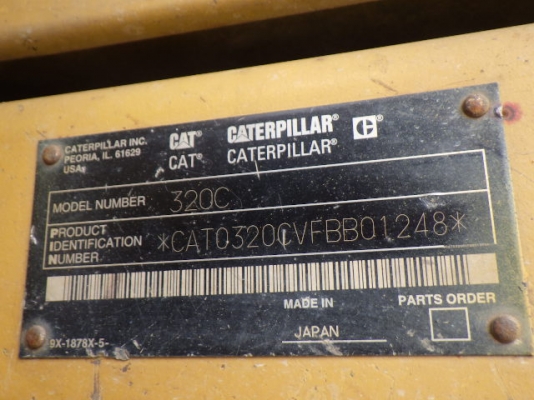 CATERPILLAR INC.
PEORIA, IL. 61629
USA
CAT® CATERPILLAR® C
CAT® CATERPILLAR®
MODEL NUMBER 320C
PRODUCT
IDENTIFICATION
NUMBER
*CAT0320CVFBB01248*
MADE IN
JAPAN
PARTS ORDER
9X-1878X-5